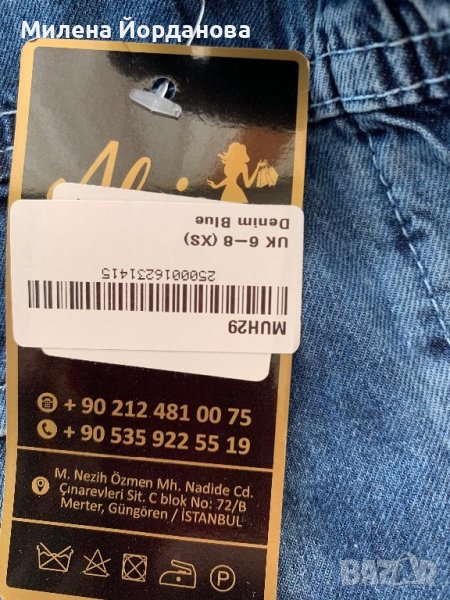 Милена Йорданова
MUH29
2500016231415
UK 6-8 (XS)
Denim Blue
+ 90 212 481 00 75
+ 90 535 922 55 19
M. Nezih Özmen Mh. Nadide Cd.
Çınarevleri Sit. C blok No: 72/B
Merter, Güngören / İSTANBUL
P
BAZAR